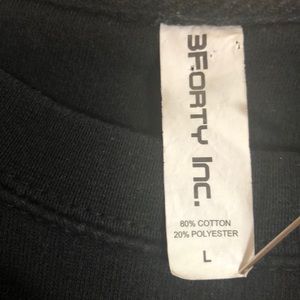 3FORTY INC.
80% COTTON
20% POLYESTER
L